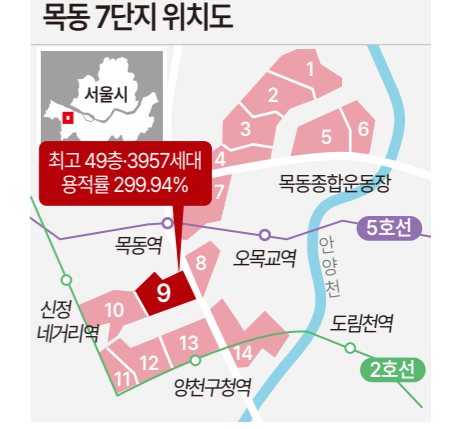 목동 7단지 위치도
서울시
최고 49층·3957세대
용적률 299.94%
1
2
3
4
5
6
7
목동종합운동장
5호선
목동역
오목교역
안양천
8
9
10
신정
네거리역
도림천역
13
12
11
14
양천구청역
2호선